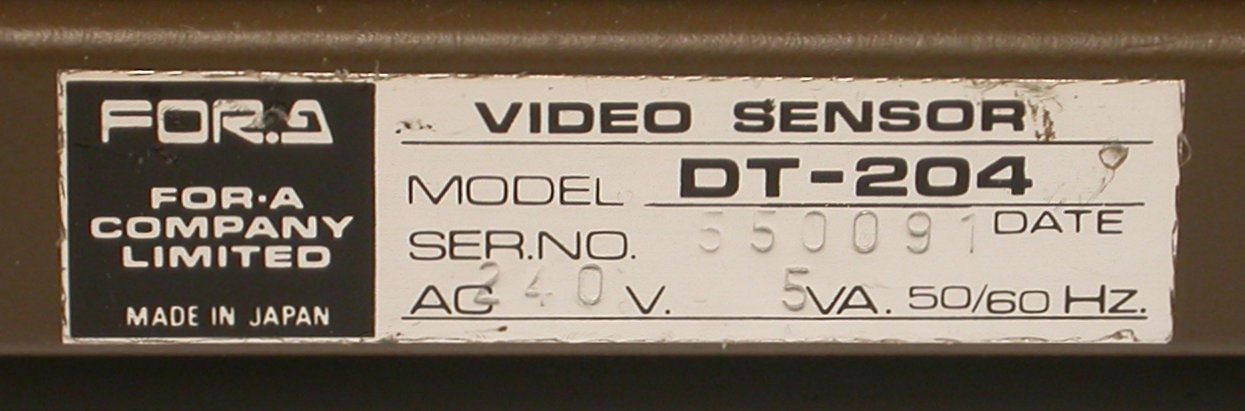 FOR.A
FOR·A
COMPANY
LIMITED
MADE IN JAPAN
VIDEO SENSOR
MODEL DT-204
SER.NO. 550091 DATE
AC 240 V. 5 VA. 50/60 Hz.